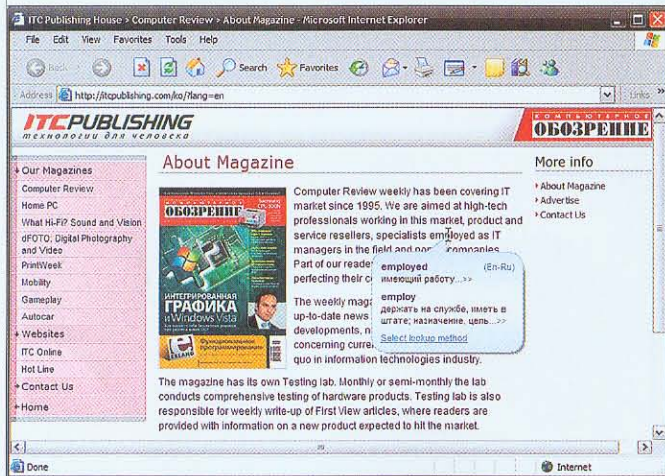 ITC Publishing House > Computer Review > About Magazine - Microsoft Internet Explorer
File Edit View Favorites Tools Help
Back Search Favorites
Address http://itcpublishing.com/ko/?lang=en Links »
ITCPUBLISHING
технологии для человека
КОМПЬЮТЕРНОЕ
ОБОЗРЕНИЕ
Our Magazines
Computer Review
Home PC
What Hi-Fi? Sound and Vision
dFOTO; Digital Photography
and Video
PrintWeek
Mobility
Gameplay
Autocar
Websites
ITC Online
Hot Line
Contact Us
Home
About Magazine
ОБОЗРЕНИЕ
ИНТЕГРИРОВАННАЯ
ГРАФИКА
и Windows Vista
Функциональное
программирование
Computer Review weekly has been covering IT
market since 1995. We are aimed at high-tech
professionals working in this market, product and
service resellers, specialists employed as IT
managers in the field and companies.
Part of our reader
perfecting their
The weekly maga
up-to-date news
developments, n
concerning curre
quo in information technologies industry.
employed (En-Ru)
имеющий работу...>>
employ
держать на службе, иметь в
штате; назначение, цель...>>
Select lookup method
The magazine has its own Testing lab. Monthly or semi-monthly the lab
conducts comprehensive testing of hardware products. Testing lab is also
responsible for weekly write-up of First View articles, where readers are
provided with information on a new product expected to hit the market.
More info
About Magazine
Advertise
Contact Us
Done Internet